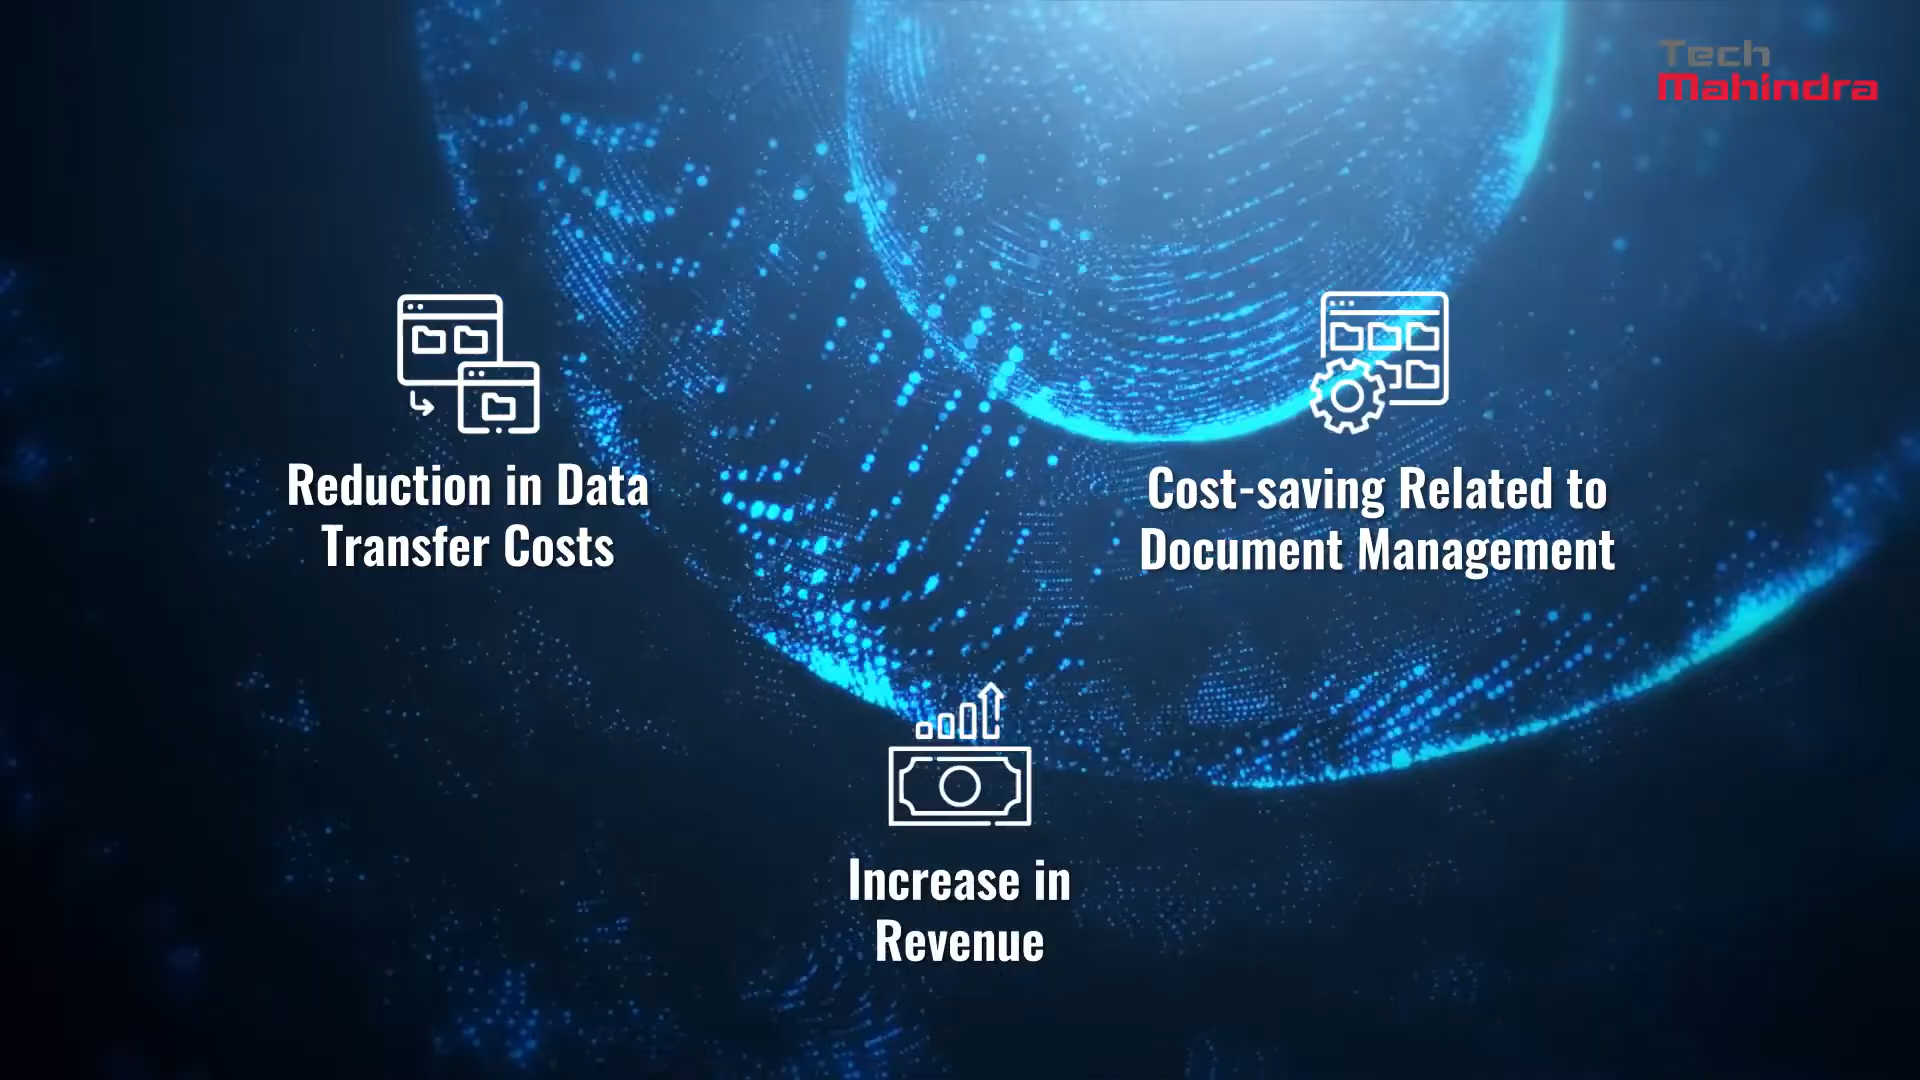 Tech
Mahindra
Reduction in Data
Transfer Costs
Cost-saving Related to
Document Management
Increase in
Revenue